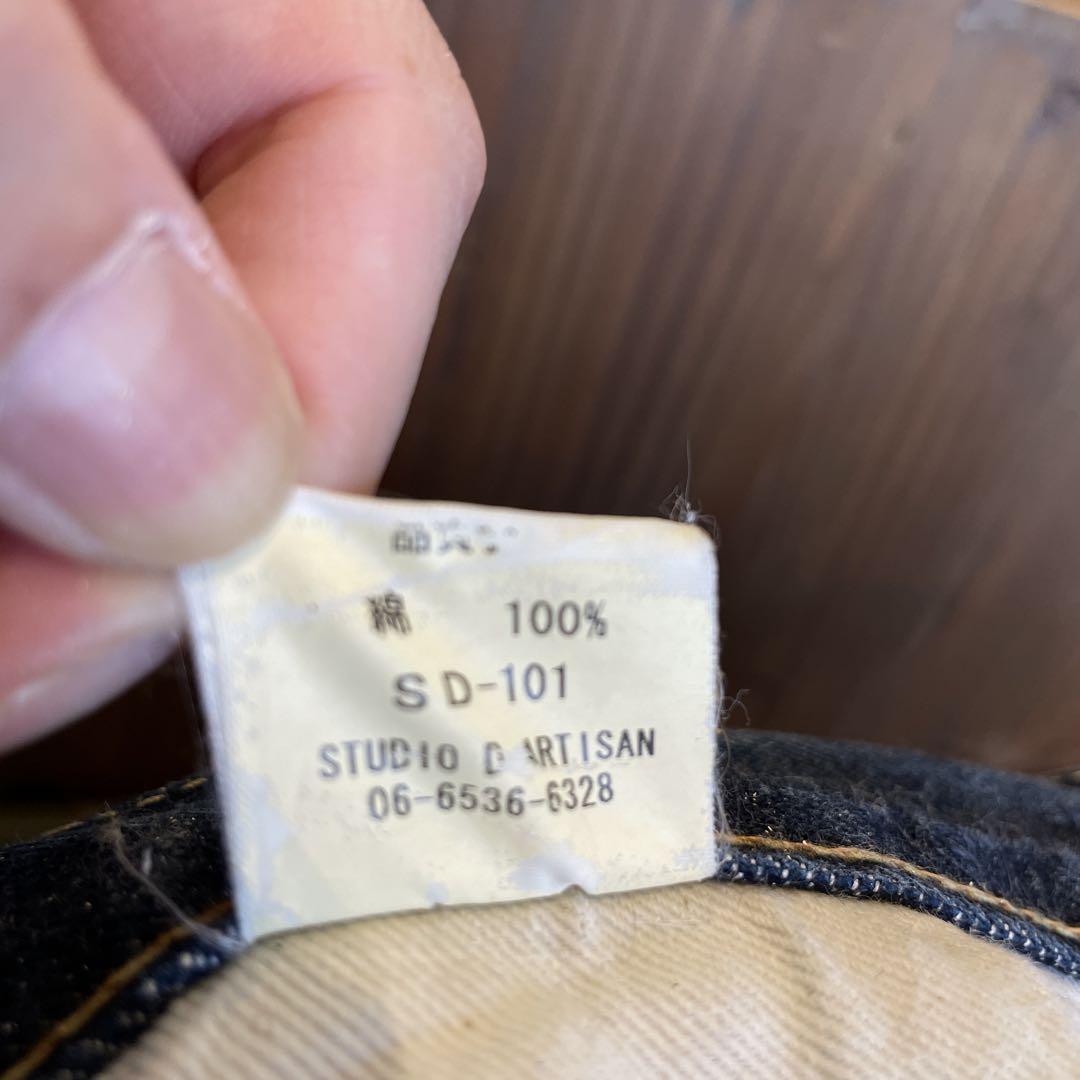 綿 100%
SD-101
STUDIO D ARTISAN
06-6536-6328